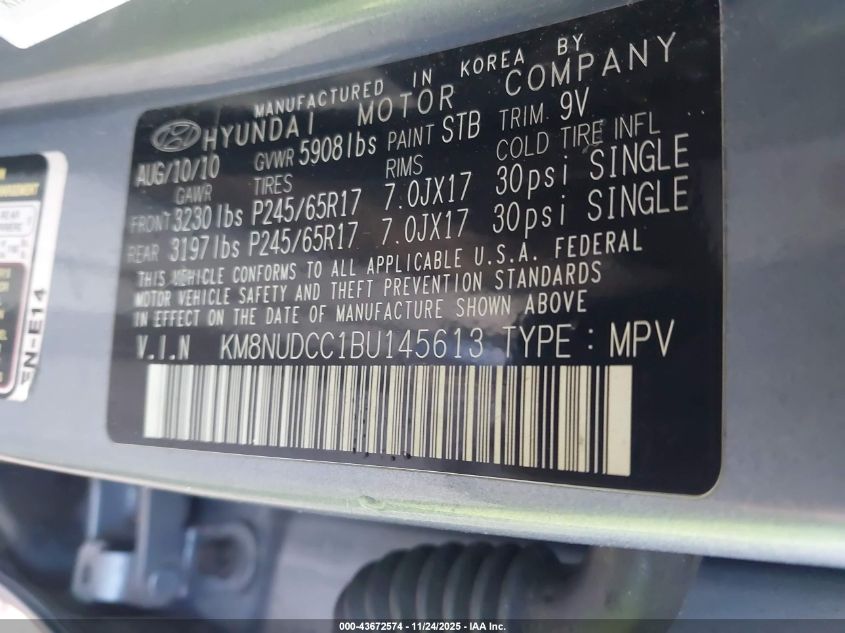 MANUFACTURED IN KOREA BY
HYUNDAI MOTOR COMPANY
AUG/10/10 GVWR 5908lbs PAINT STB TRIM 9V
GAWR TIRES RIMS COLD TIRE INFL
FRONT 3230lbs P245/65R17 7.0JX17 30psi SINGLE
REAR 3197lbs P245/65R17 7.0JX17 30psi SINGLE
THIS VEHICLE CONFORMS TO ALL APPLICABLE U.S.A. FEDERAL
MOTOR VEHICLE SAFETY AND THEFT PREVENTION STANDARDS
IN EFFECT ON THE DATE OF MANUFACTURE SHOWN ABOVE
V.I.N KM8NUDCC1BU145613 TYPE: MPV
EN-E14
000-43672574 - 11/24/2025 - IAA Inc.